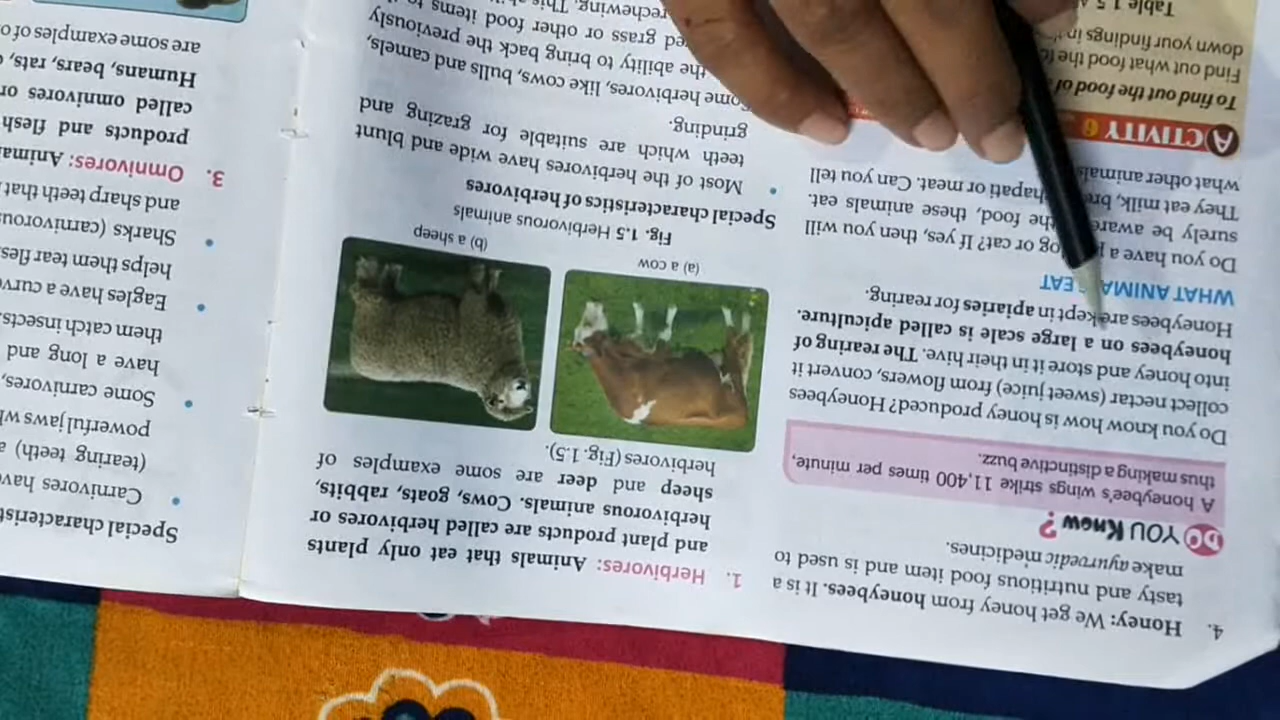 4. Honey: We get honey from honeybees. It is a
tasty and nutritious food item and is used to
make ayurvedic medicines.
DO YOU Know?
A honeybee's wings strike 11,400 times per minute,
thus making a distinctive buzz.
Do you know how is honey produced? Honeybees
collect nectar (sweet juice) from flowers, convert it
into honey and store it in their hive. The rearing of
honeybees on a large scale is called apiculture.
Honeybees are kept in apiaries for rearing.
WHAT ANIMA S EAT
Do you have a p og or cat? If yes, then you will
surely be aware the food, these animals eat.
They eat milk, bre chapati or meat. Can you tell
what other animals
ACTIVITY 6
To find out the food of
Find out what food the fo
down your findings in
Table 1.5
1. Herbivores: Animals that eat only plants
and plant products are called herbivores or
herbivorous animals. Cows, goats, rabbits,
sheep and deer are some examples of
herbivores (Fig. 1.5).
(a) a cow
(b) a sheep
Fig. 1.5 Herbivorous animals
Special characteristics of herbivores
• Most of the herbivores have wide and blunt
teeth which are suitable for grazing and
grinding.
Some herbivores, like cows, bulls and camels,
the ability to bring back the previously
ed grass or other food items to
rechewing. This
Special characterist
• Carnivores have
(tearing teeth) a
powerful jaws w
• Some carnivores,
have a long and
them catch insects
• Eagles have a curv
helps them tear fles
• Sharks (carnivorou
and sharp teeth that
3. Omnivores: Anima
products and flesh
called omnivores or
Humans, bears, rats,
are some examples of o